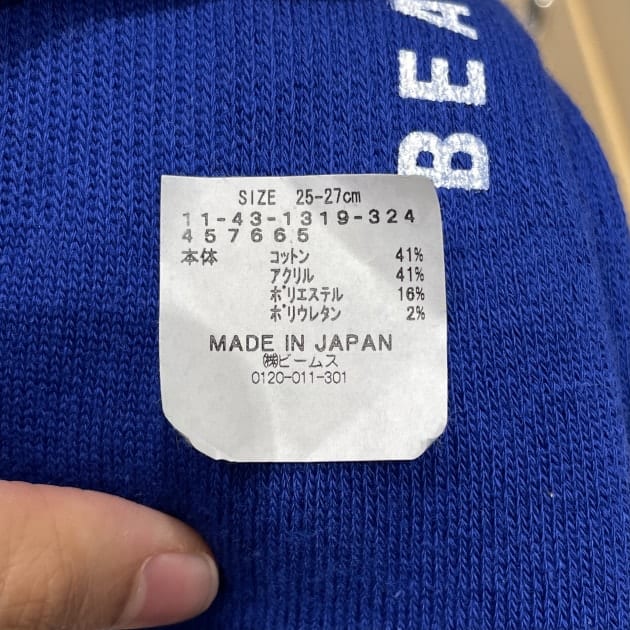 BEA
SIZE 25-27cm
11-43-1319-324
457665
本体 コットン 41%
アクリル 41%
ポリエステル 16%
ポリウレタン 2%
MADE IN JAPAN
㈱ビームス
0120-011-301